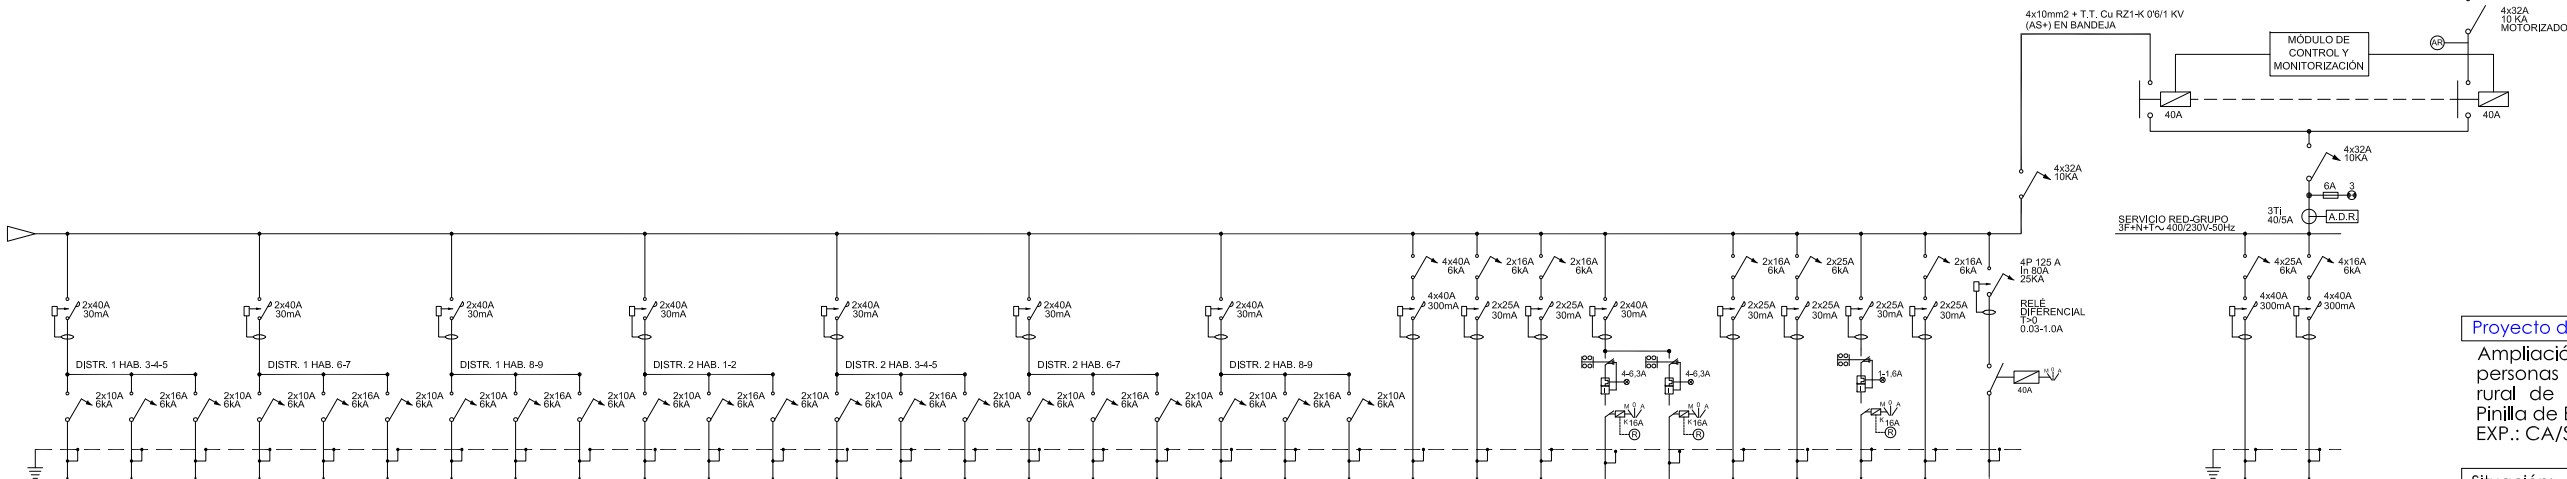 4x10mm2 + T.T. Cu RZ1-K 0'6/1 KV
(AS+) EN BANDEJA
4x32A
10 KA
MOTORIZADO
AR
MÓDULO DE
CONTROL Y
MONITORIZACIÓN
40A
40A
4x32A
10KA
4x32A
10KA
6A 3
3Ti
40/5A
A.D.R.
SERVICIO RED-GRUPO
3F+N+T~ 400/230V-50Hz
4x40A
6kA
2x16A
6kA
2x16A
6kA
2x16A
6kA
2x25A
6kA
2x16A
6kA
4P 125 A
In 80A
25KA
4x25A
6kA
4x16A
6kA
2x40A
30mA
2x40A
30mA
2x40A
30mA
2x40A
30mA
2x40A
30mA
2x40A
30mA
2x40A
30mA
4x40A
300mA
2x25A
30mA
2x25A
30mA
2x40A
30mA
2x25A
30mA
2x25A
30mA
2x25A
30mA
2x25A
30mA
RELÉ
DIFERENCIAL
T>0
0.03-1.0A
4x40A
300mA
4x40A
300mA
DISTR. 1 HAB. 3-4-5
DISTR. 1 HAB. 6-7
DISTR. 1 HAB. 8-9
DISTR. 2 HAB. 1-2
DISTR. 2 HAB. 3-4-5
DISTR. 2 HAB. 6-7
DISTR. 2 HAB. 8-9
4-6,3A
4-6,3A
1-1,6A
M 0 A
40A
2x10A
6kA
2x16A
6kA
2x10A
6kA
2x10A
6kA
2x16A
6kA
2x10A
6kA
2x10A
6kA
2x16A
6kA
2x10A
6kA
2x10A
6kA
2x16A
6kA
2x10A
6kA
2x10A
6kA
2x16A
6kA
2x10A
6kA
2x10A
6kA
2x16A
6kA
2x10A
6kA
2x10A
6kA
2x16A
6kA
2x10A
6kA
M 0 A
K 16A
R
M 0 A
K 16A
R
M 0 A
K 16A
R
Proyecto d
Ampliació
personas
rural de
Pinilla de
EXP.: CA/